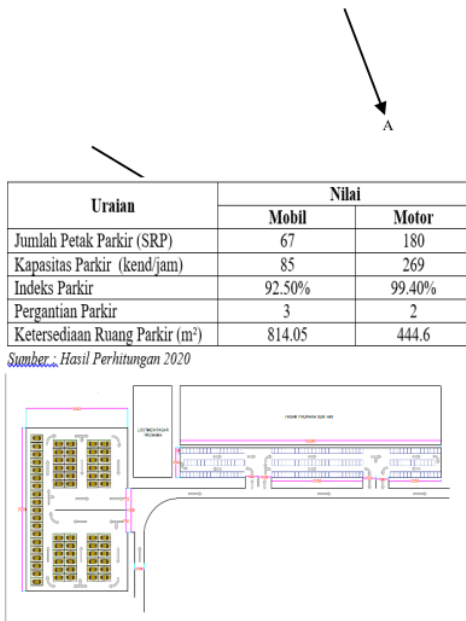 A
Uraian Nilai
Mobil Motor
Jumlah Petak Parkir (SRP) 67 180
Kapasitas Parkir (kend/jam) 85 269
Indeks Parkir 92.50% 99.40%
Pergantian Parkir 3 2
Ketersediaan Ruang Parkir (m²) 814.05 444.6
Sumber : Hasil Perhitungan 2020